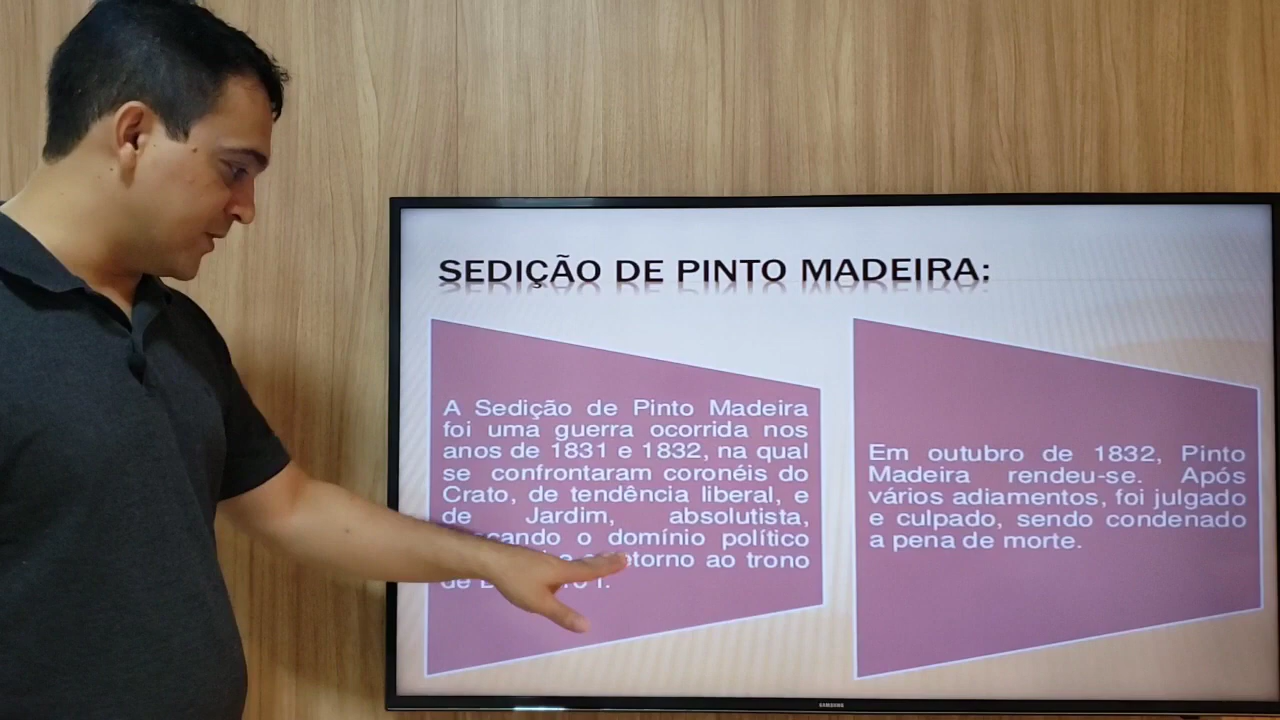 SEDIÇÃO DE PINTO MADEIRA:
A Sedição de Pinto Madeira
foi uma guerra ocorrida nos
anos de 1831 e 1832, na qual
se confrontaram coronéis do
Crato, de tendência liberal, e
de Jardim, absolutista,
o domínio político
ao trono
de
Em outubro de 1832, Pinto
Madeira rendeu-se. Após
vários adiamentos, foi julgado
e culpado, sendo condenado
a pena de morte.
SAMSUNG